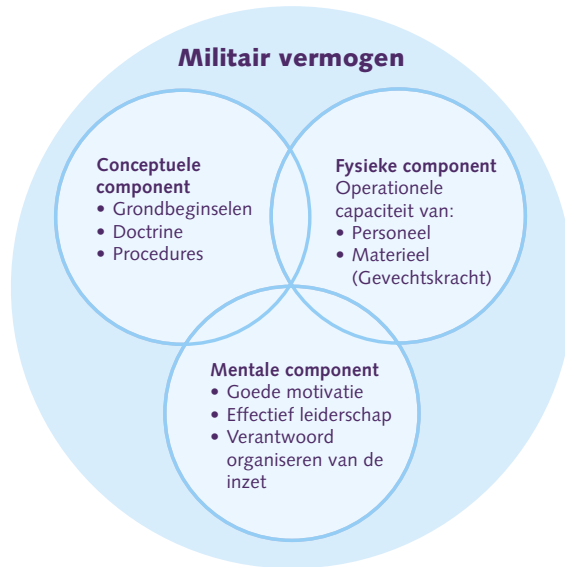 Militair vermogen
Conceptuele
component
• Grondbeginselen
• Doctrine
• Procedures
Fysieke component
Operationele
capaciteit van:
• Personeel
• Materieel
(Gevechtskracht)
Mentale component
• Goede motivatie
• Effectief leiderschap
• Verantwoord
organiseren van de
inzet